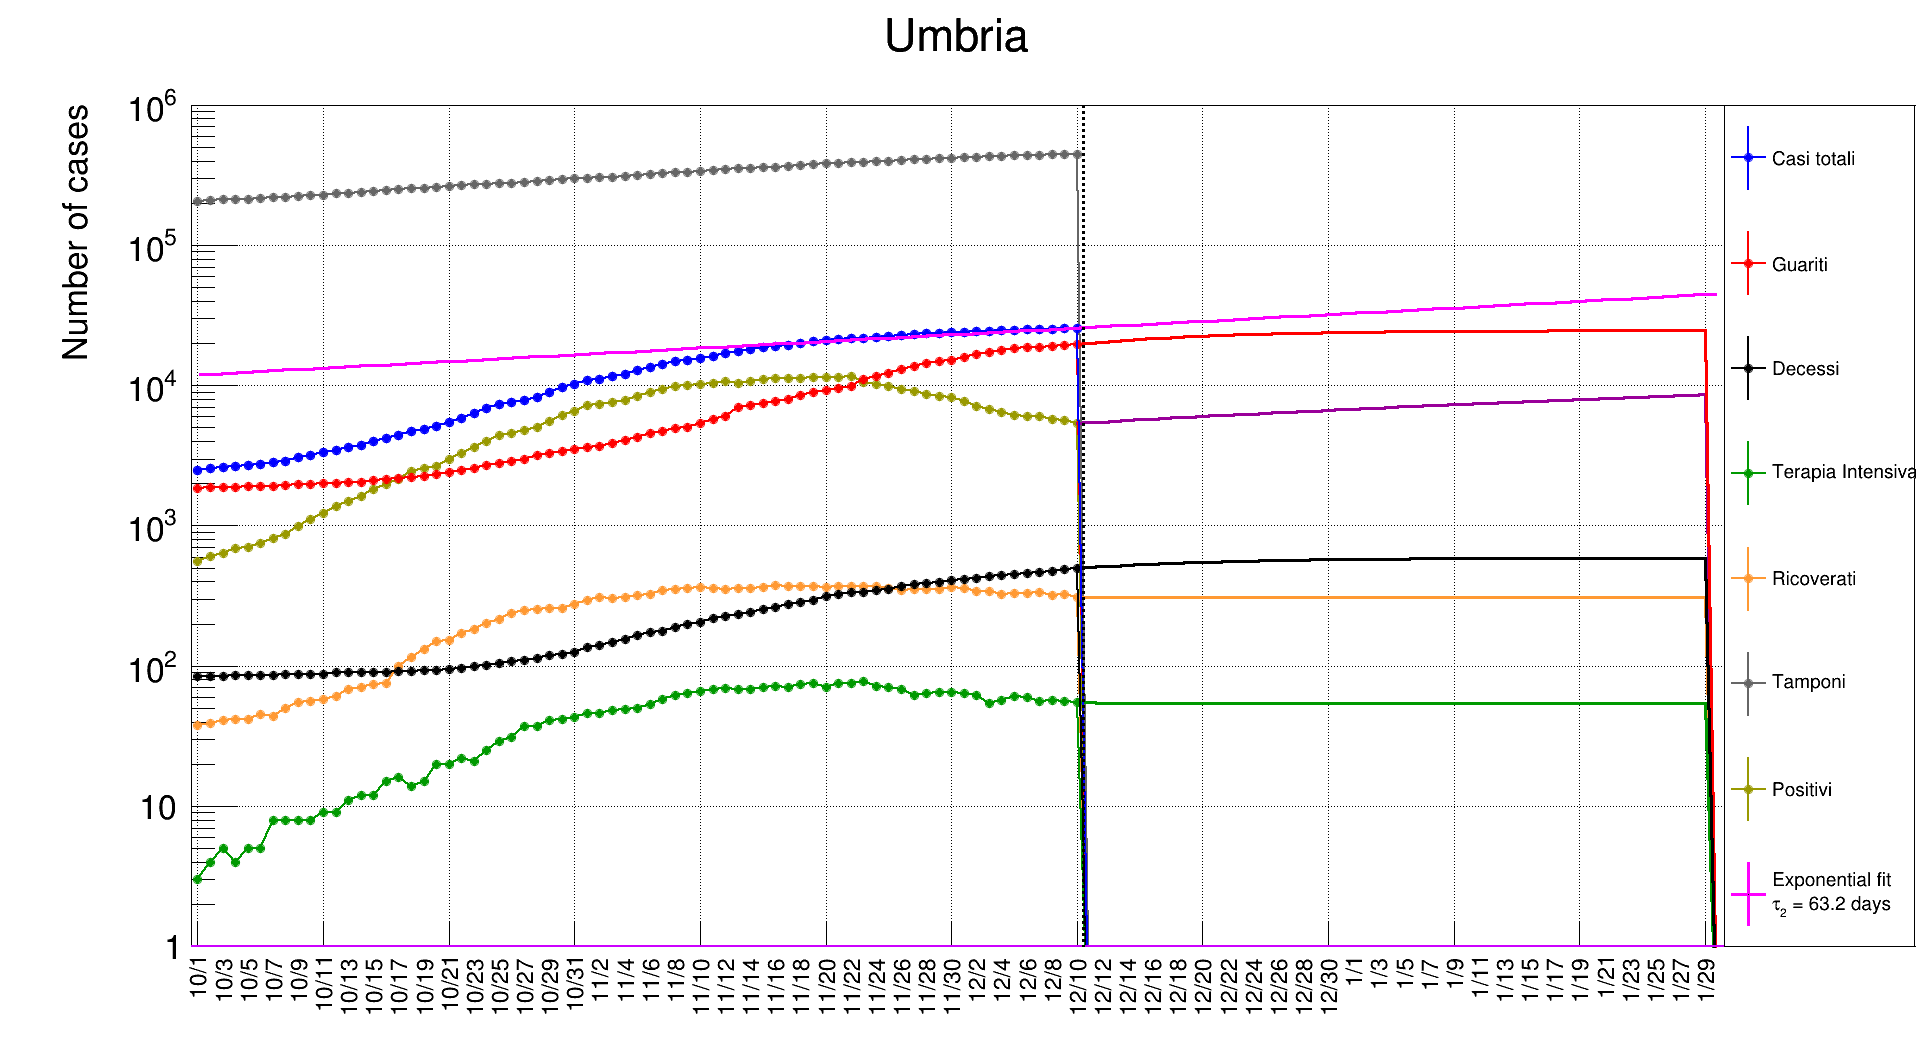 Umbria
Number of cases
10^6
10^5
10^4
10^3
10^2
10
1
10/1 10/3 10/5 10/7 10/9 10/11 10/13 10/15 10/17 10/19 10/21 10/23 10/25 10/27 10/29 10/31 11/2 11/4 11/6 11/8 11/10 11/12 11/14 11/16 11/18 11/20 11/22 11/24 11/26 11/28 11/30 12/2 12/4 12/6 12/8 12/10 12/12 12/14 12/16 12/18 12/20 12/22 12/24 12/26 12/28 12/30 1/1 1/3 1/5 1/7 1/9 1/11 1/13 1/15 1/17 1/19 1/21 1/23 1/25 1/27 1/29
Casi totali
Guariti
Decessi
Terapia Intensiva
Ricoverati
Tamponi
Positivi
Exponential fit
τ_2 = 63.2 days